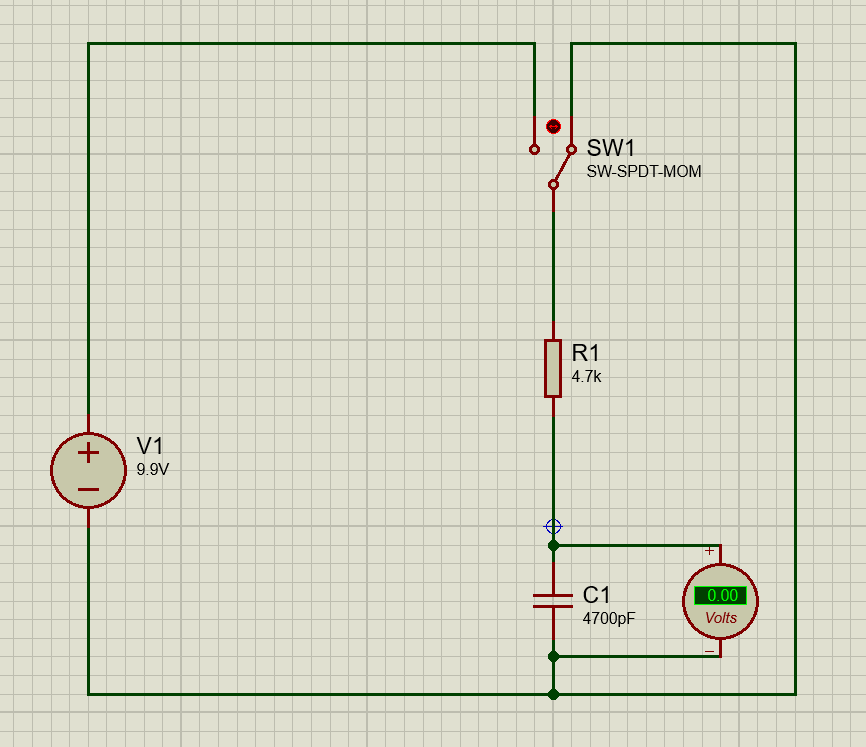 SW1
SW-SPDT-MOM
R1
4.7k
V1
9.9V
+
0.00
Volts
C1
4700pF